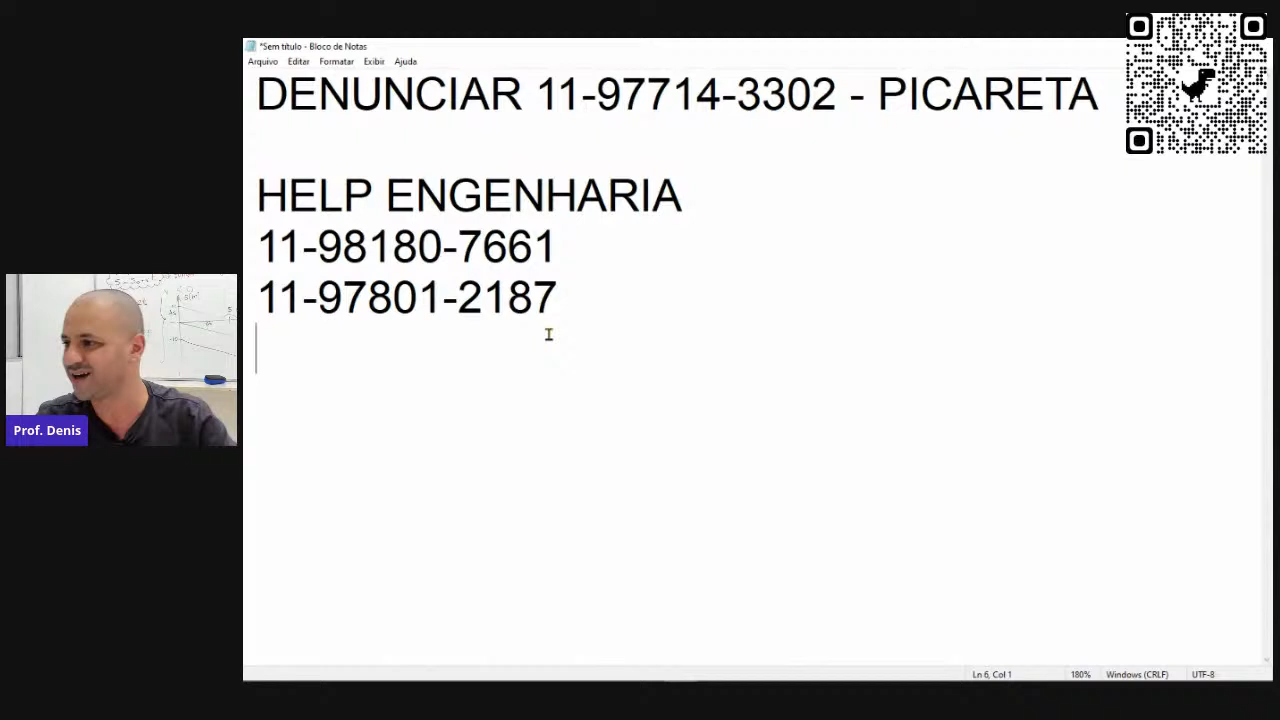 *Sem título - Bloco de Notas
Arquivo Editar Formatar Exibir Ajuda
DENUNCIAR 11-97714-3302 - PICARETA
HELP ENGENHARIA
11-98180-7661
11-97801-2187
Prof. Denis
Ln 6, Col 1 180% Windows (CRLF) UTF-8